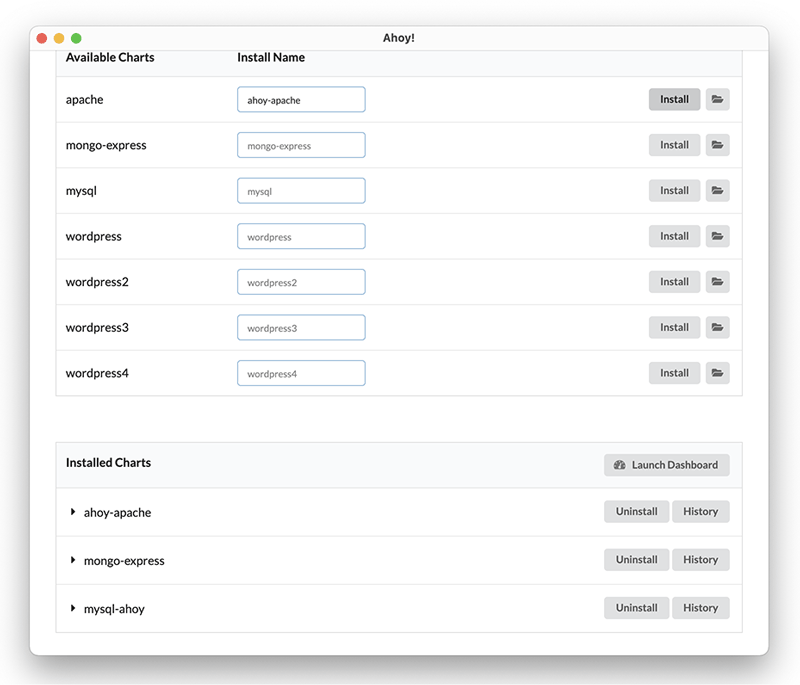 Ahoy!
Available Charts Install Name
apache ahoy-apache Install
mongo-express mongo-express Install
mysql mysql Install
wordpress wordpress Install
wordpress2 wordpress2 Install
wordpress3 wordpress3 Install
wordpress4 wordpress4 Install
Installed Charts Launch Dashboard
ahoy-apache Uninstall History
mongo-express Uninstall History
mysql-ahoy Uninstall History